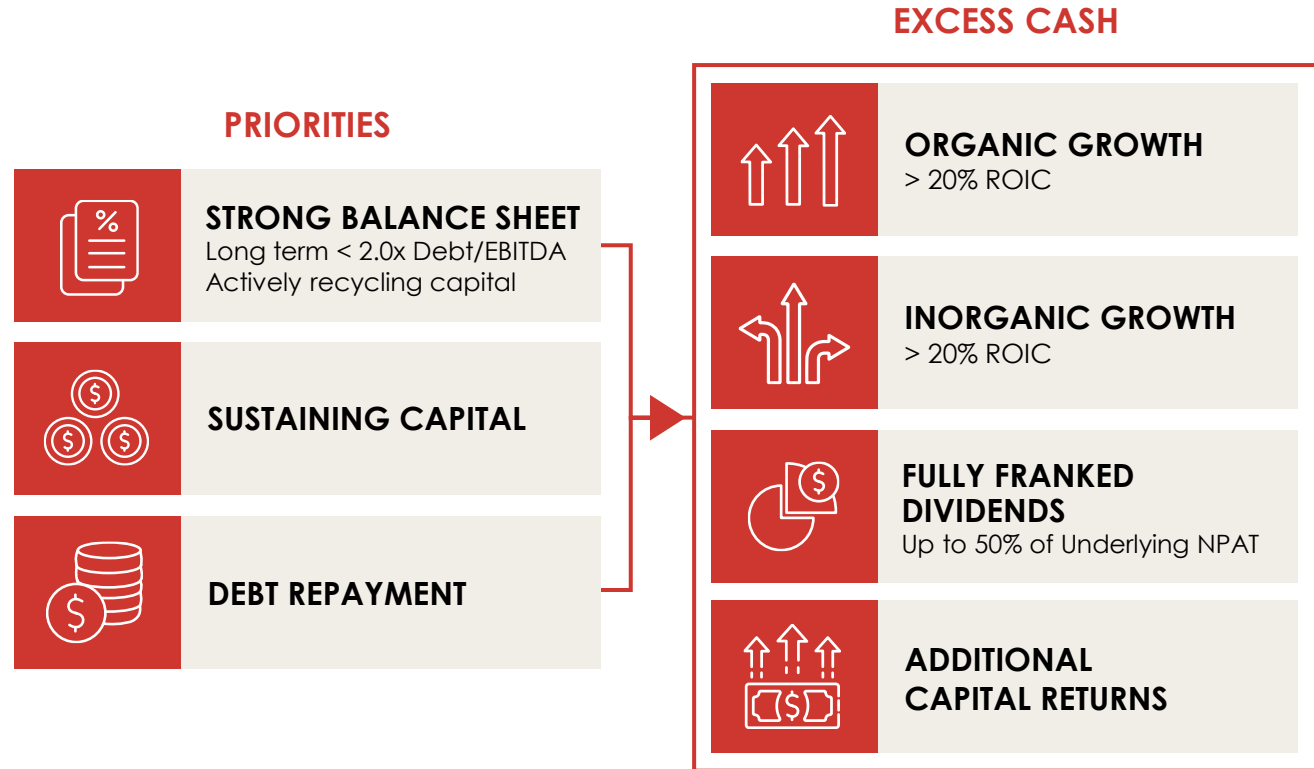 PRIORITIES
STRONG BALANCE SHEET
Long term < 2.0x Debt/EBITDA
Actively recycling capital
SUSTAINING CAPITAL
DEBT REPAYMENT
EXCESS CASH
ORGANIC GROWTH
> 20% ROIC
INORGANIC GROWTH
> 20% ROIC
FULLY FRANKED
DIVIDENDS
Up to 50% of Underlying NPAT
ADDITIONAL
CAPITAL RETURNS